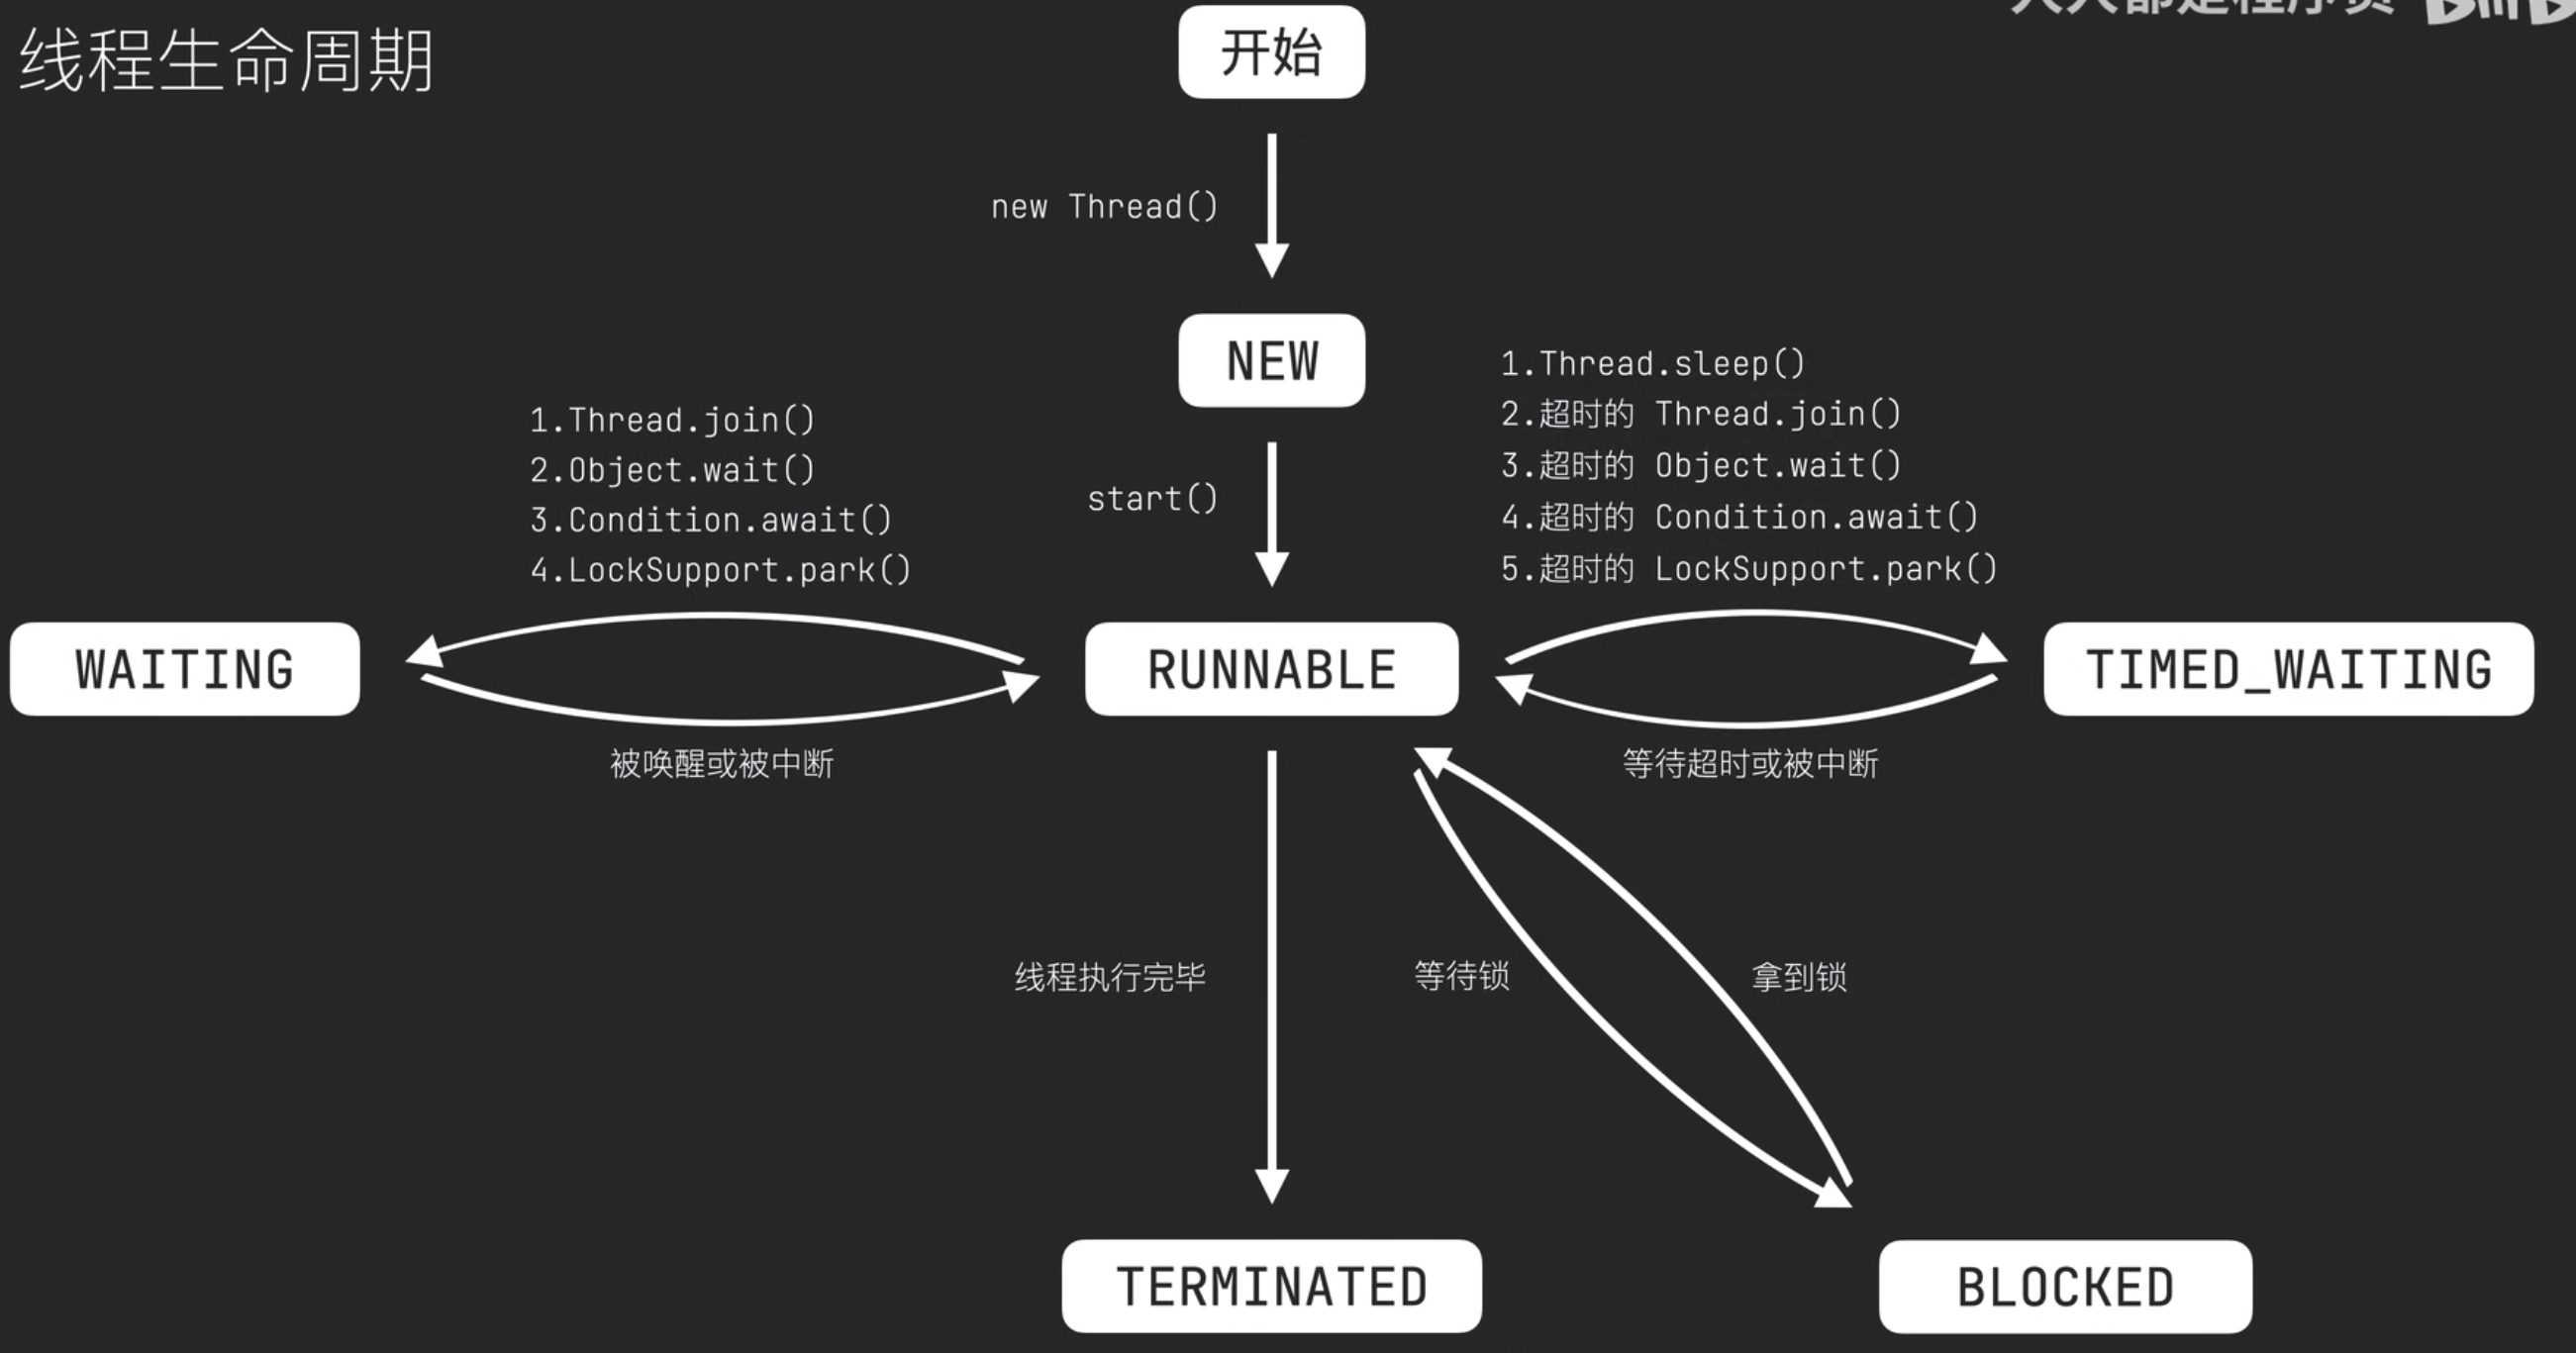 线程生命周期
开始
new Thread()
NEW
1.Thread.join()
2.Object.wait()
3.Condition.await()
4.LockSupport.park()
start()
1.Thread.sleep()
2.超时的 Thread.join()
3.超时的 Object.wait()
4.超时的 Condition.await()
5.超时的 LockSupport.park()
WAITING
RUNNABLE
TIMED_WAITING
被唤醒或被中断
等待超时或被中断
线程执行完毕
等待锁
拿到锁
TERMINATED
BLOCKED